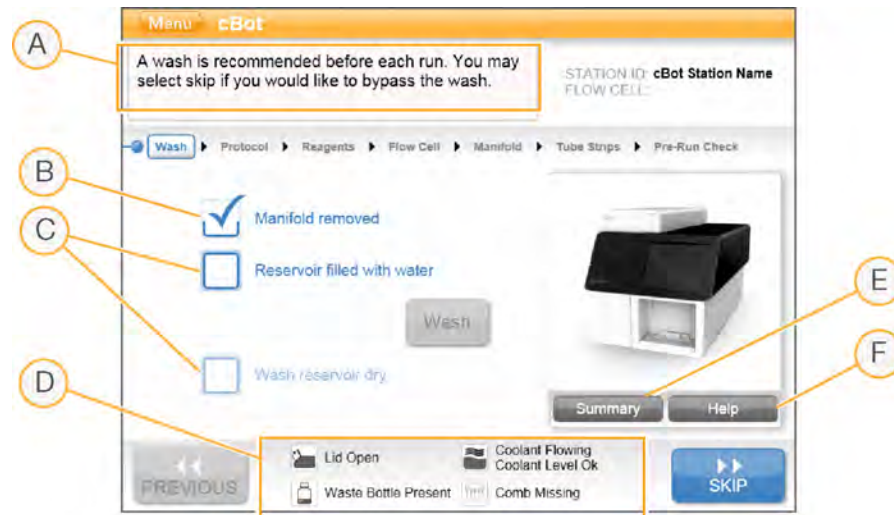 Menu cBot
A
A wash is recommended before each run. You may
select skip if you would like to bypass the wash.
STATION ID: cBot Station Name
FLOW CELL:
Wash Protocol Reagents Flow Cell Manifold Tube Strips Pre-Run Check
B
Manifold removed
C
Reservoir filled with water
E
Wash
F
Wash reservoir dry
D
Summary Help
Lid Open
Coolant Flowing
Coolant Level Ok
PREVIOUS
Waste Bottle Present
Comb Missing
SKIP